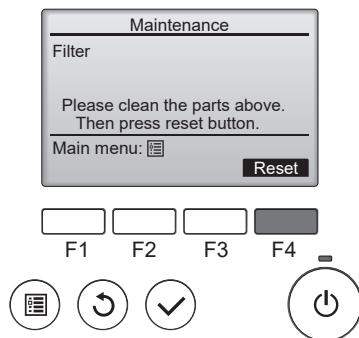 Maintenance
Filter
Please clean the parts above.
Then press reset button.
Main menu:
Reset
F1 F2 F3 F4